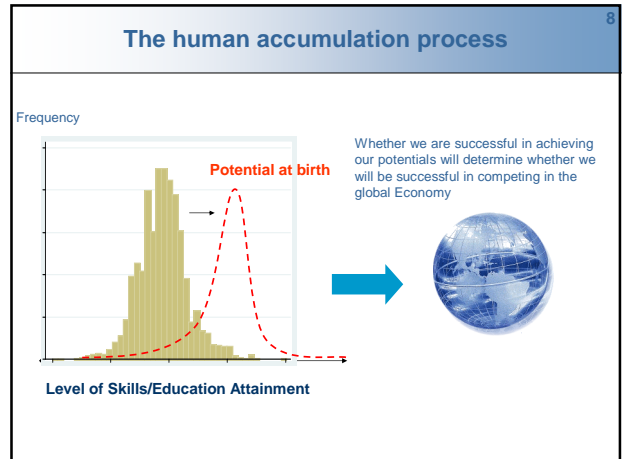 8
The human accumulation process
Frequency
Potential at birth
Level of Skills/Education Attainment
Whether we are successful in achieving
our potentials will determine whether we
will be successful in competing in the
global Economy